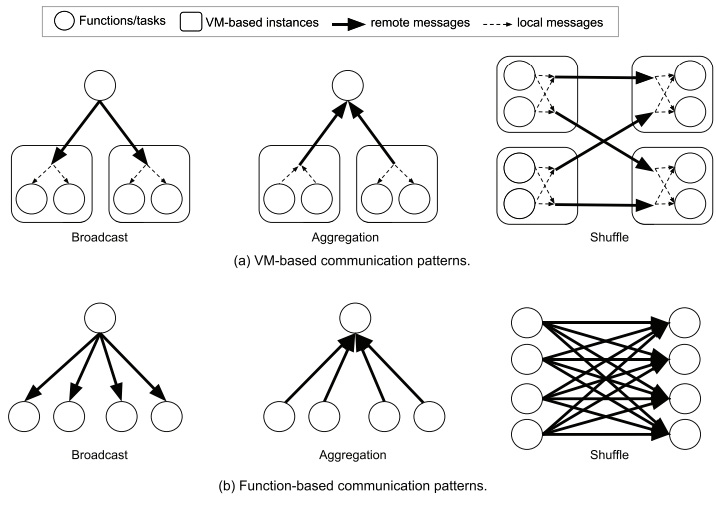 Functions/tasks VM-based instances remote messages local messages
Broadcast Aggregation Shuffle
(a) VM-based communication patterns.
Broadcast Aggregation Shuffle
(b) Function-based communication patterns.